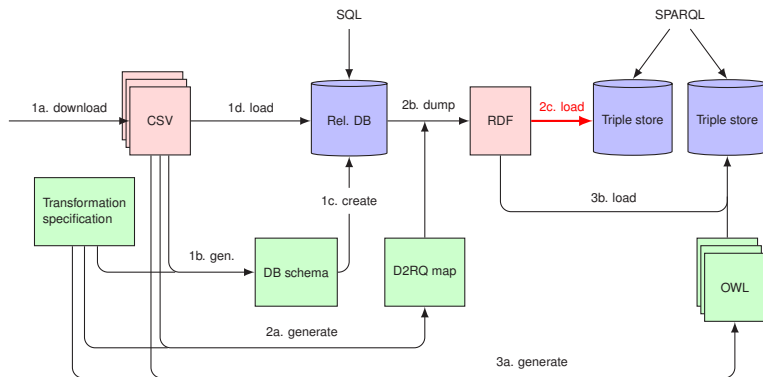 SQL
SPARQL
1a. download
CSV
1d. load
Rel. DB
2b. dump
RDF
2c. load
Triple store
Triple store
Transformation
specification
1c. create
3b. load
1b. gen.
DB schema
D2RQ map
OWL
2a. generate
3a. generate